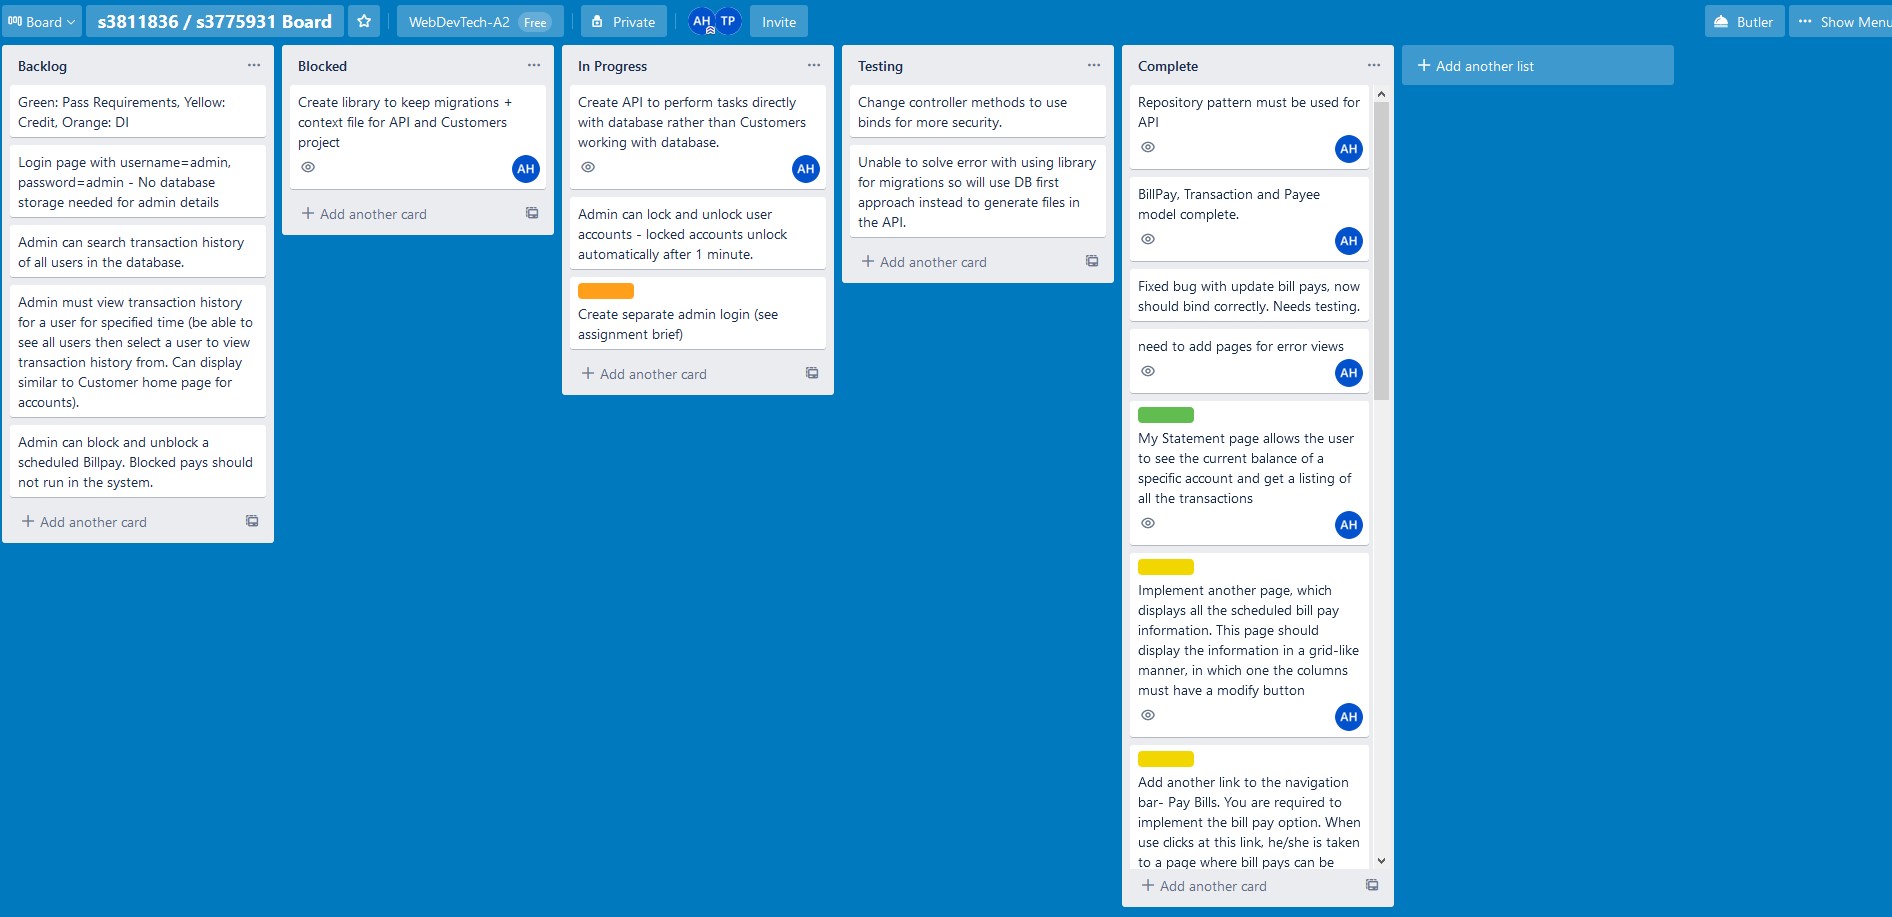 Board
s3811836 / s3775931 Board
WebDevTech-A2 Free
Private
AH TP
Invite
Butler
Show Menu
Backlog
Green: Pass Requirements, Yellow:
Credit, Orange: DI
Login page with username=admin,
password=admin - No database
storage needed for admin details
Admin can search transaction history
of all users in the database.
Admin must view transaction history
for a user for specified time (be able to
see all users then select a user to view
transaction history from. Can display
similar to Customer home page for
accounts).
Admin can block and unblock a
scheduled Billpay. Blocked pays should
not run in the system.
+ Add another card
Blocked
Create library to keep migrations +
context file for API and Customers
project
AH
+ Add another card
In Progress
Create API to perform tasks directly
with database rather than Customers
working with database.
AH
Admin can lock and unlock user
accounts - locked accounts unlock
automatically after 1 minute.
Create separate admin login (see
assignment brief)
+ Add another card
Testing
Change controller methods to use
binds for more security.
Unable to solve error with using library
for migrations so will use DB first
approach instead to generate files in
the API.
+ Add another card
Complete
Repository pattern must be used for
API
AH
BillPay, Transaction and Payee
model complete.
AH
Fixed bug with update bill pays, now
should bind correctly. Needs testing.
need to add pages for error views
AH
My Statement page allows the user
to see the current balance of a
specific account and get a listing of
all the transactions
AH
Implement another page, which
displays all the scheduled bill pay
information. This page should
display the information in a grid-like
manner, in which one the columns
must have a modify button
AH
Add another link to the navigation
bar- Pay Bills. You are required to
implement the bill pay option. When
use clicks at this link, he/she is taken
to a page where bill pays can be
+ Add another card
+ Add another list